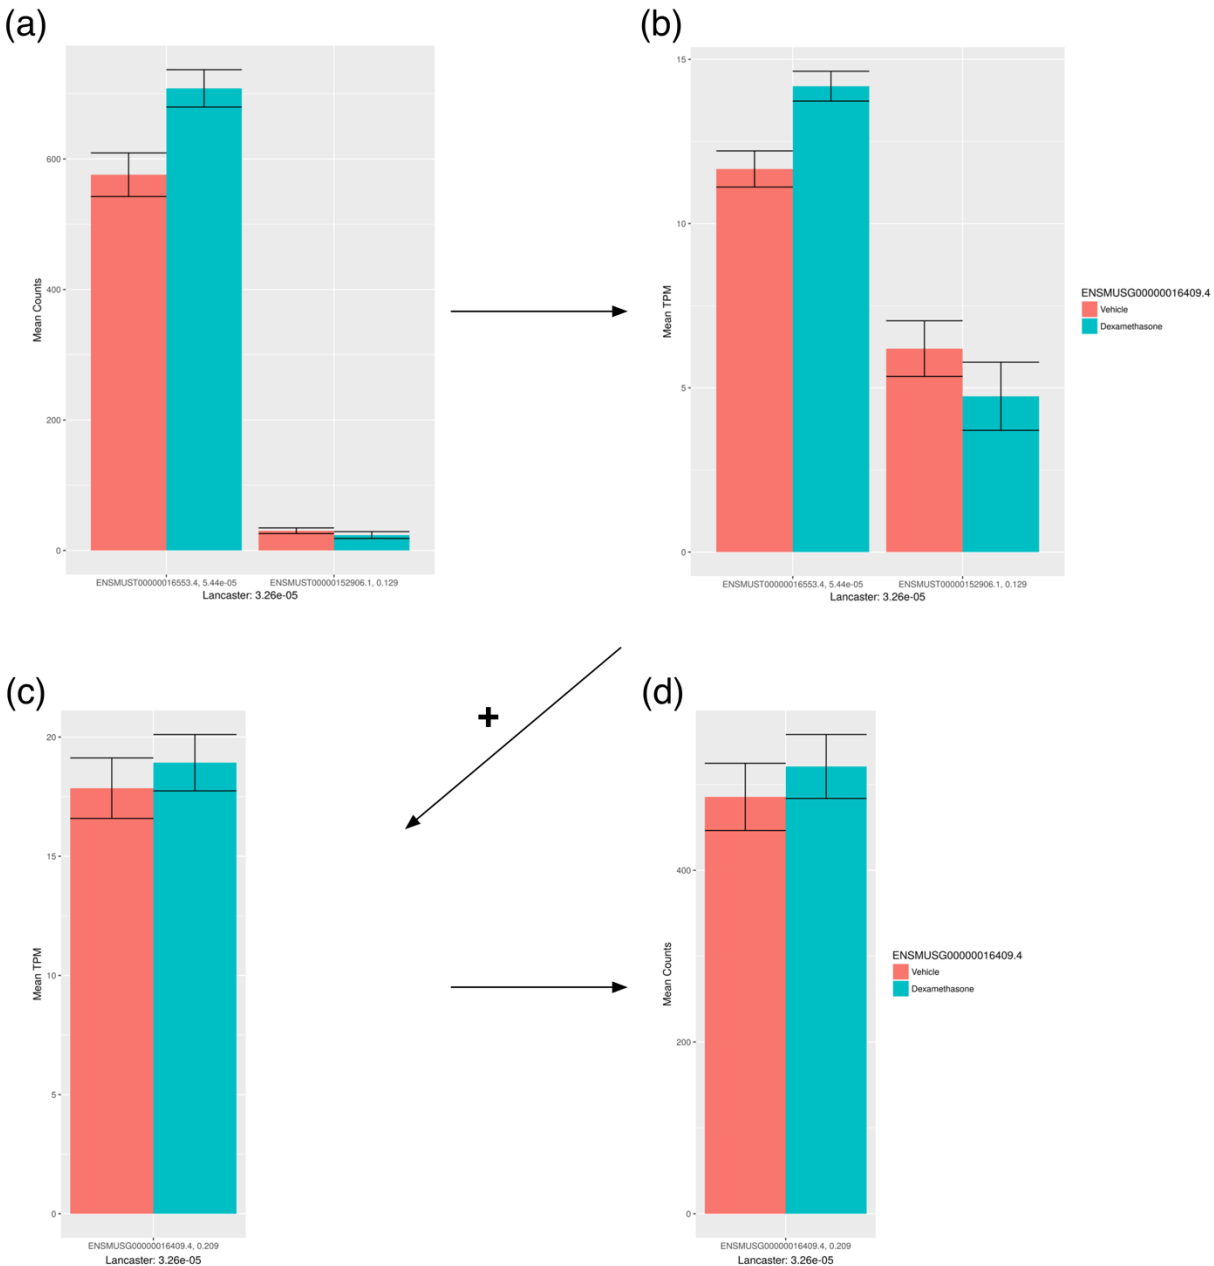 (a)
Mean Counts
600
400
200
0
ENSMUST00000016553.4, 5.44e-05
ENSMUST00000152906.1, 0.129
Lancaster: 3.26e-05
(b)
Mean TPM
15
10
5
0
ENSMUST00000016553.4, 5.44e-05
ENSMUST00000152906.1, 0.129
Lancaster: 3.26e-05
ENSMUSG00000016409.4
Vehicle
Dexamethasone
+
(c)
Mean TPM
20
15
10
5
0
ENSMUSG00000016409.4, 0.209
Lancaster: 3.26e-05
(d)
Mean Counts
400
200
0
ENSMUSG00000016409.4, 0.209
Lancaster: 3.26e-05
ENSMUSG00000016409.4
Vehicle
Dexamethasone